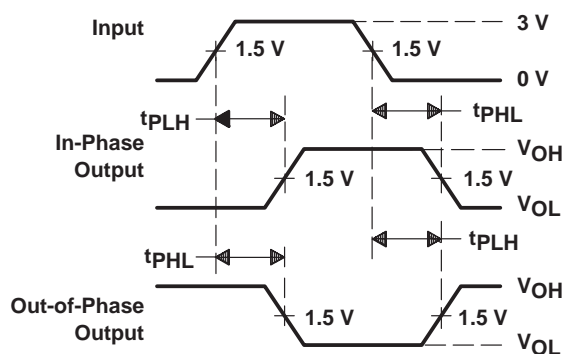 Input
3 V
1.5 V
1.5 V
0 V
tPLH
tPHL
In-Phase
Output
VOH
1.5 V
1.5 V
VOL
tPHL
tPLH
Out-of-Phase
Output
VOH
1.5 V
1.5 V
VOL